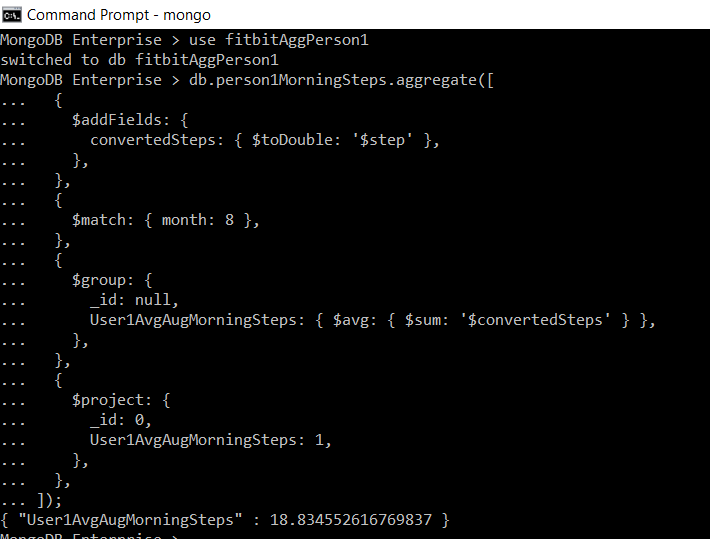 Command Prompt - mongo
MongoDB Enterprise > use fitbitAggPerson1
switched to db fitbitAggPerson1
MongoDB Enterprise > db.person1MorningSteps.aggregate([
...   {
...     $addFields: {
...       convertedSteps: { $toDouble: '$step' },
...     },
...   },
...   {
...     $match: { month: 8 },
...   },
...   {
...     $group: {
...       _id: null,
...       User1AvgAugMorningSteps: { $avg: { $sum: '$convertedSteps' } },
...     },
...   },
...   {
...     $project: {
...       _id: 0,
...       User1AvgAugMorningSteps: 1,
...     },
...   },
... ]);
{ "User1AvgAugMorningSteps" : 18.834552616769837 }
MongoDB Enterprise >